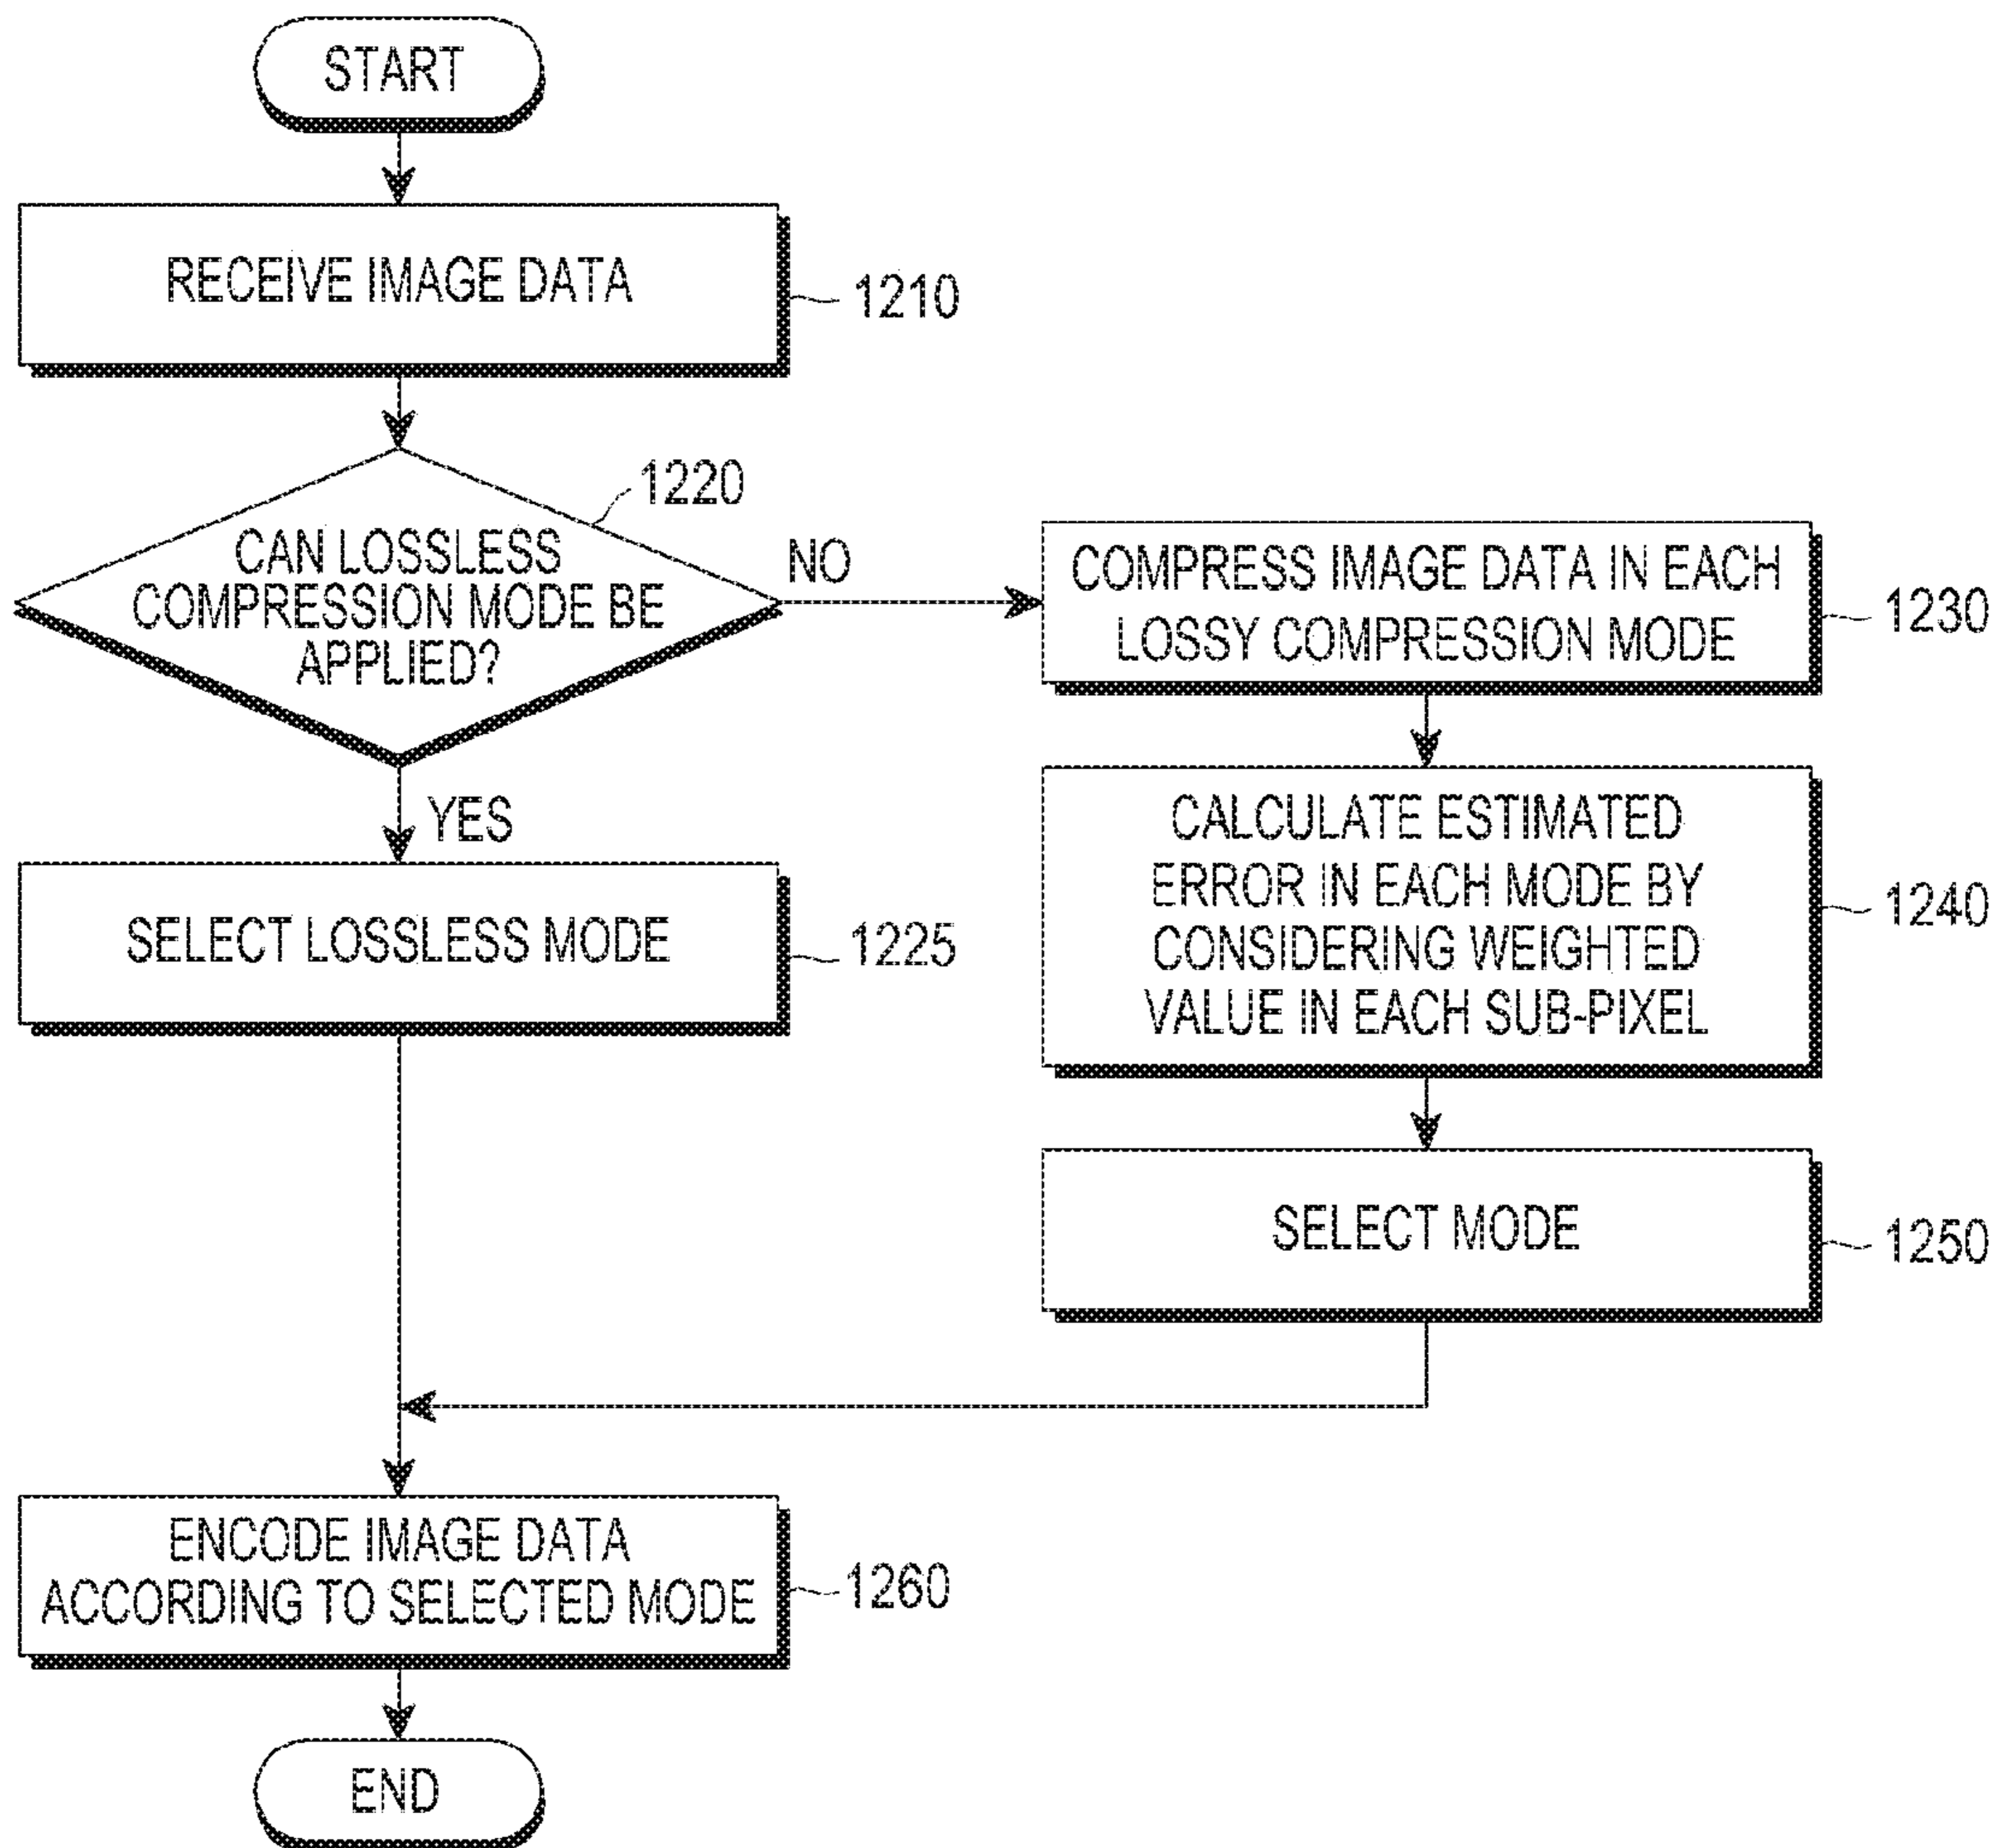 START
RECEIVE IMAGE DATA
1210
1220
CAN LOSSLESS
COMPRESSION MODE BE
APPLIED?
NO
YES
COMPRESS IMAGE DATA IN EACH
LOSSY COMPRESSION MODE
1230
CALCULATE ESTIMATED
ERROR IN EACH MODE BY
CONSIDERING WEIGHTED
VALUE IN EACH SUB-PIXEL
1240
SELECT LOSSLESS MODE
1225
SELECT MODE
1250
ENCODE IMAGE DATA
ACCORDING TO SELECTED MODE
1260
END